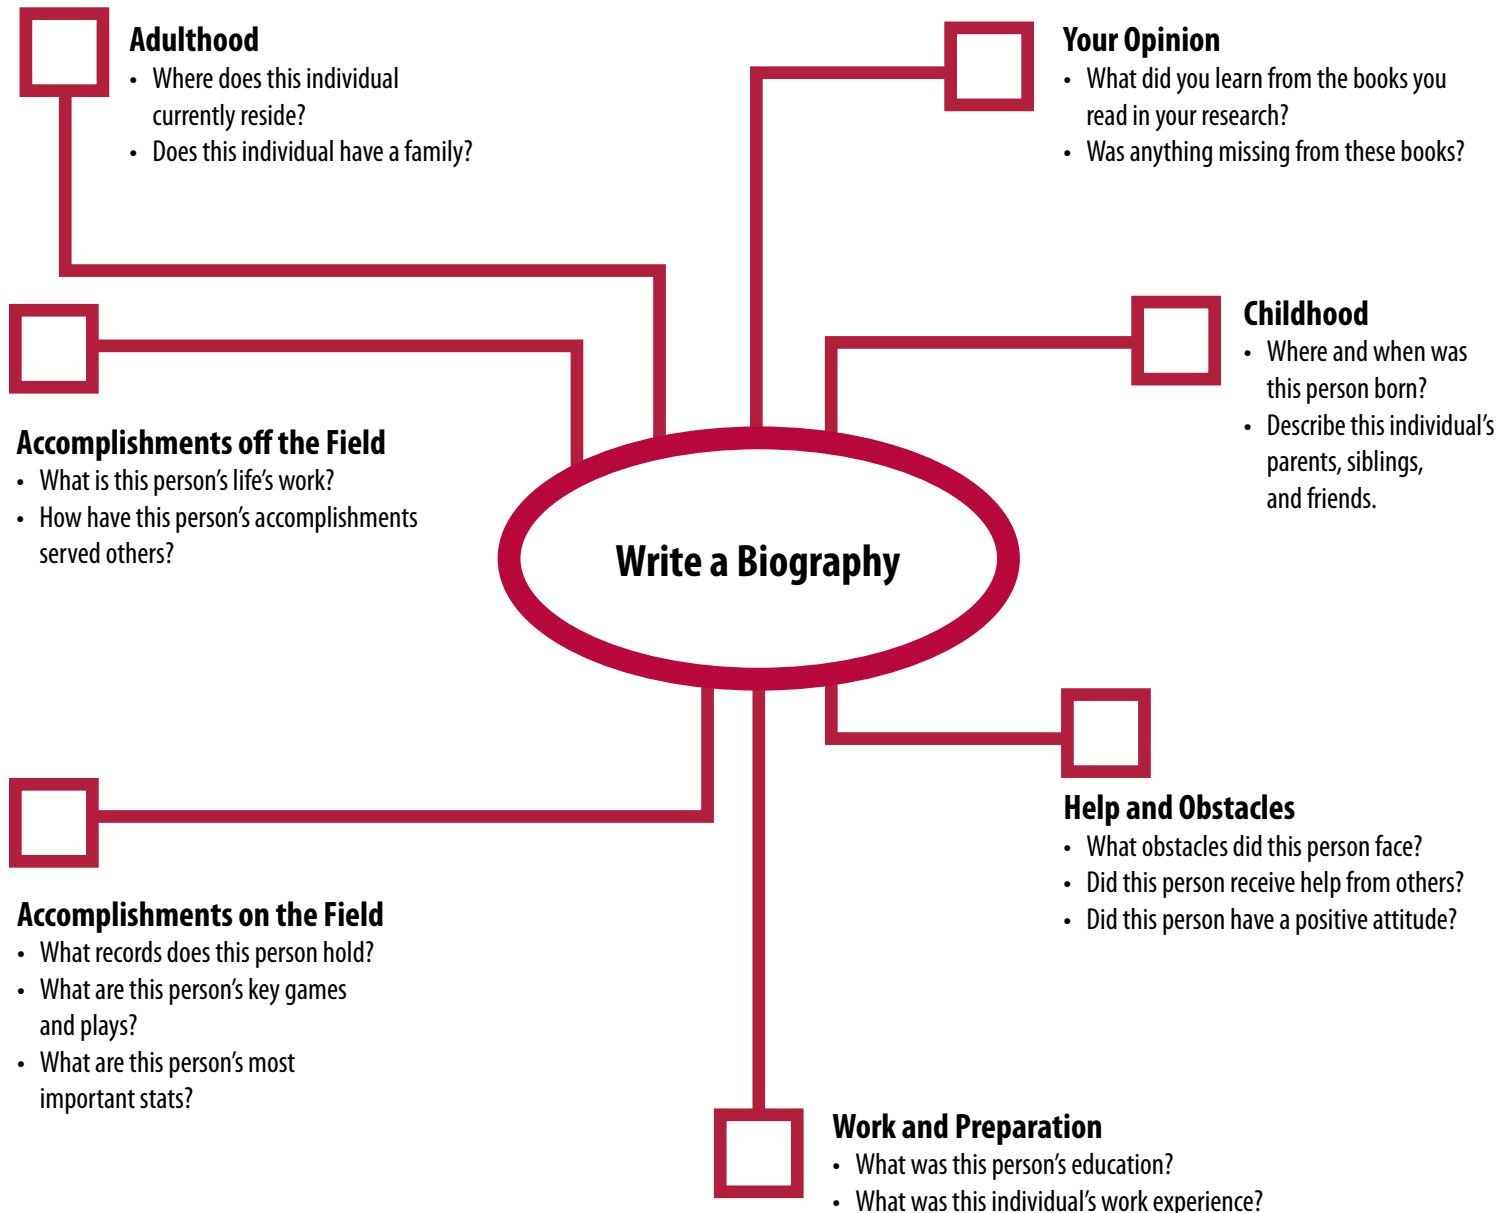 Adulthood
• Where does this individual
currently reside?
• Does this individual have a family?
Your Opinion
• What did you learn from the books you
read in your research?
• Was anything missing from these books?
Childhood
• Where and when was
this person born?
• Describe this individual’s
parents, siblings,
and friends.
Accomplishments off the Field
• What is this person’s life’s work?
• How have this person’s accomplishments
served others?
Write a Biography
Help and Obstacles
• What obstacles did this person face?
• Did this person receive help from others?
• Did this person have a positive attitude?
Accomplishments on the Field
• What records does this person hold?
• What are this person’s key games
and plays?
• What are this person’s most
important stats?
Work and Preparation
• What was this person’s education?
• What was this individual’s work experience?